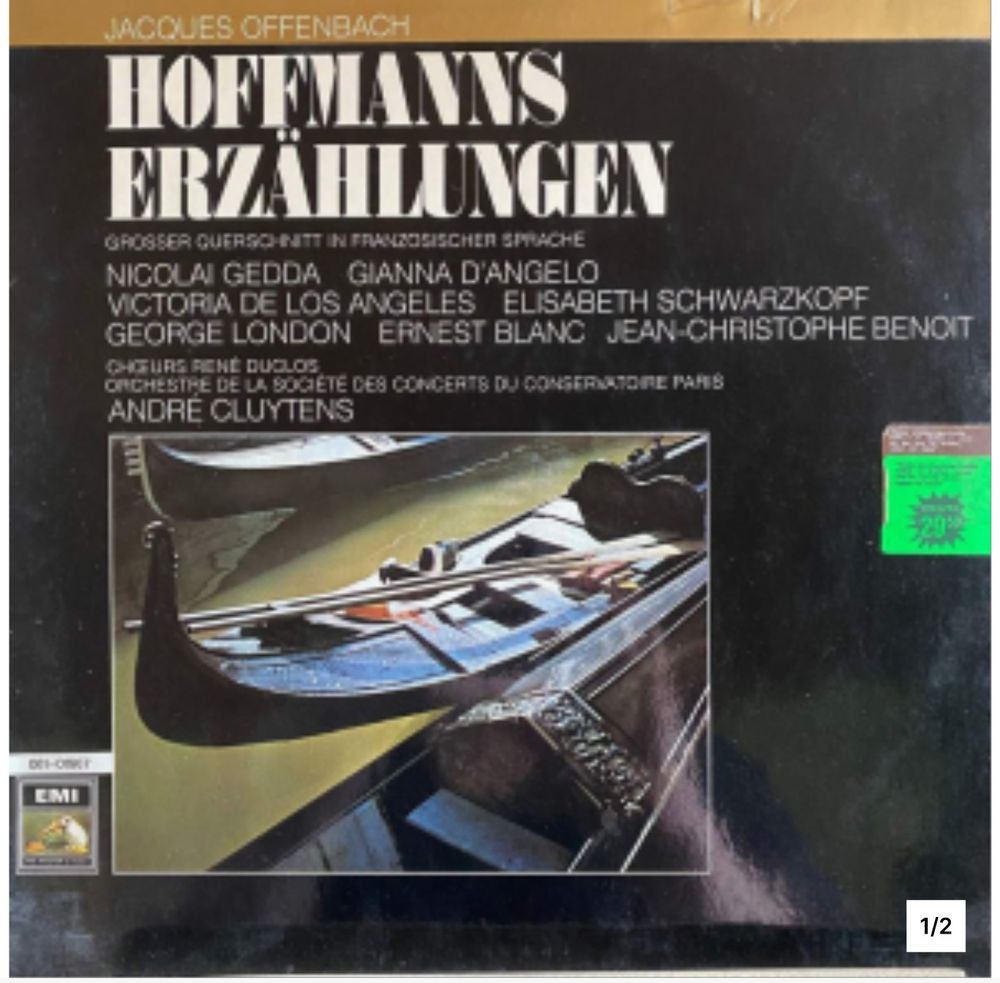 JACQUES OFFENBACH
HOFFMANNS
ERZÄHLUNGEN
GROSSER QUERSCHNITT IN FRANZÖSISCHER SPRACHE
NICOLAI GEDDA GIANNA D'ANGELO
VICTORIA DE LOS ANGELES ELISABETH SCHWARZKOPF
GEORGE LONDON ERNEST BLANC JEAN-CHRISTOPHE BENOIT
CHŒURS RENÉ DUCLOS
ORCHESTRE DE LA SOCIÉTÉ DES CONCERTS DU CONSERVATOIRE PARIS
ANDRÉ CLUYTENS
EMI
1/2